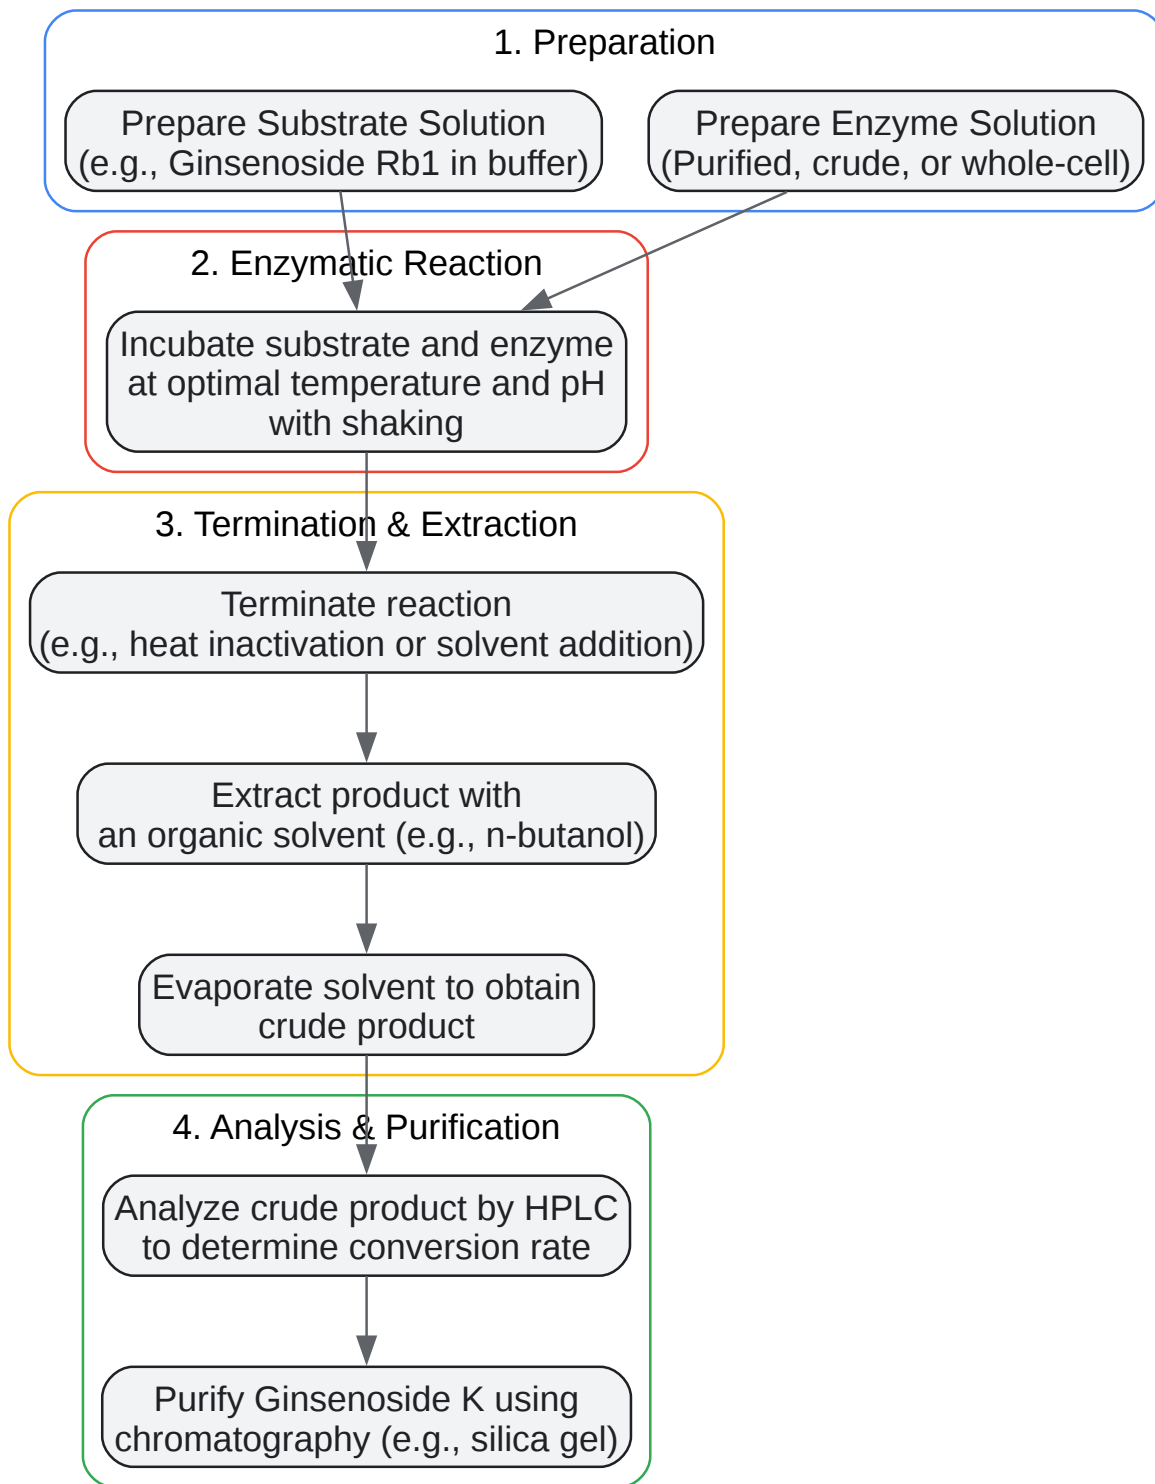 1. Preparation
Prepare Substrate Solution
(e.g., Ginsenoside Rb1 in buffer)
Prepare Enzyme Solution
(Purified, crude, or whole-cell)
2. Enzymatic Reaction
Incubate substrate and enzyme
at optimal temperature and pH
with shaking
3. Termination & Extraction
Terminate reaction
(e.g., heat inactivation or solvent addition)
Extract product with
an organic solvent (e.g., n-butanol)
Evaporate solvent to obtain
crude product
4. Analysis & Purification
Analyze crude product by HPLC
to determine conversion rate
Purify Ginsenoside K using
chromatography (e.g., silica gel)